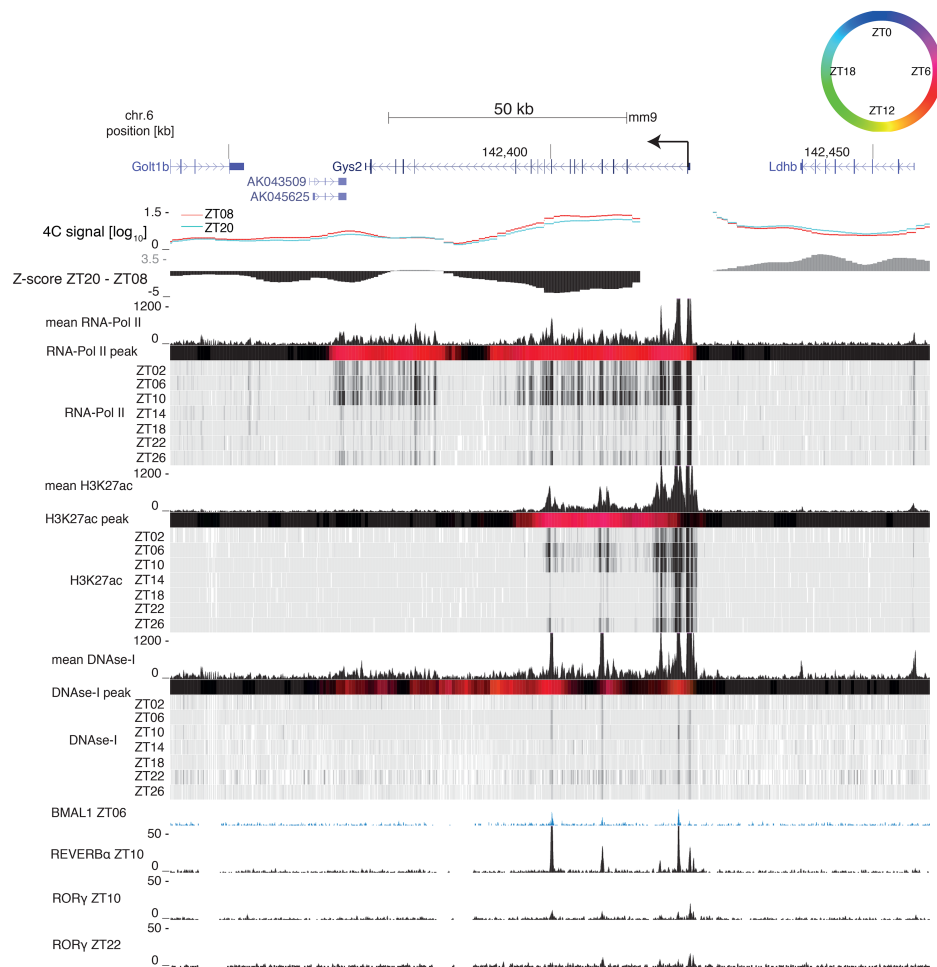 ZT0
ZT18 ZT6
ZT12
chr.6
position [kb]
50 kb
mm9
142,400
142,450
Golt1b
Gys2
Ldhb
AK043509
AK045625
1.5 -
ZT08
ZT20
4C signal [log10]
0
3.5 -
Z-score ZT20 - ZT08
-5
1200 -
mean RNA-Pol II
0
RNA-Pol II peak
ZT02
ZT06
ZT10
RNA-Pol II
ZT14
ZT18
ZT22
ZT26
1200 -
mean H3K27ac
0
H3K27ac peak
ZT02
ZT06
ZT10
H3K27ac
ZT14
ZT18
ZT22
ZT26
1200 -
mean DNAse-I
0
DNAse-I peak
ZT02
ZT06
ZT10
DNAse-I
ZT14
ZT18
ZT22
ZT26
BMAL1 ZT06
50 -
REVERBα ZT10
0
50 -
RORγ ZT10
0
50 -
RORγ ZT22
0